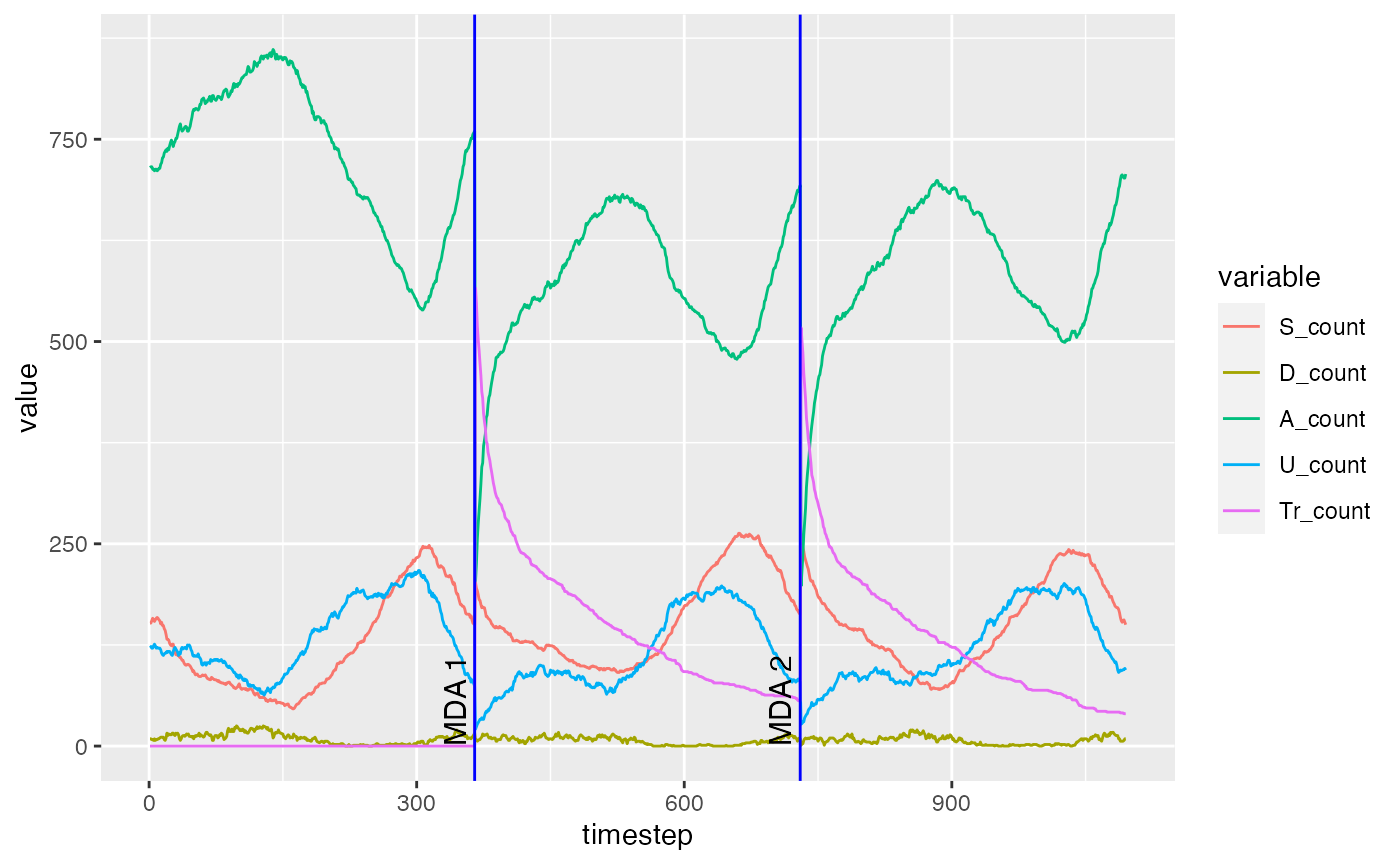 750
500
250
0
value
MDA 1
MDA 2
0
300
600
900
timestep
variable
S_count
D_count
A_count
U_count
Tr_count